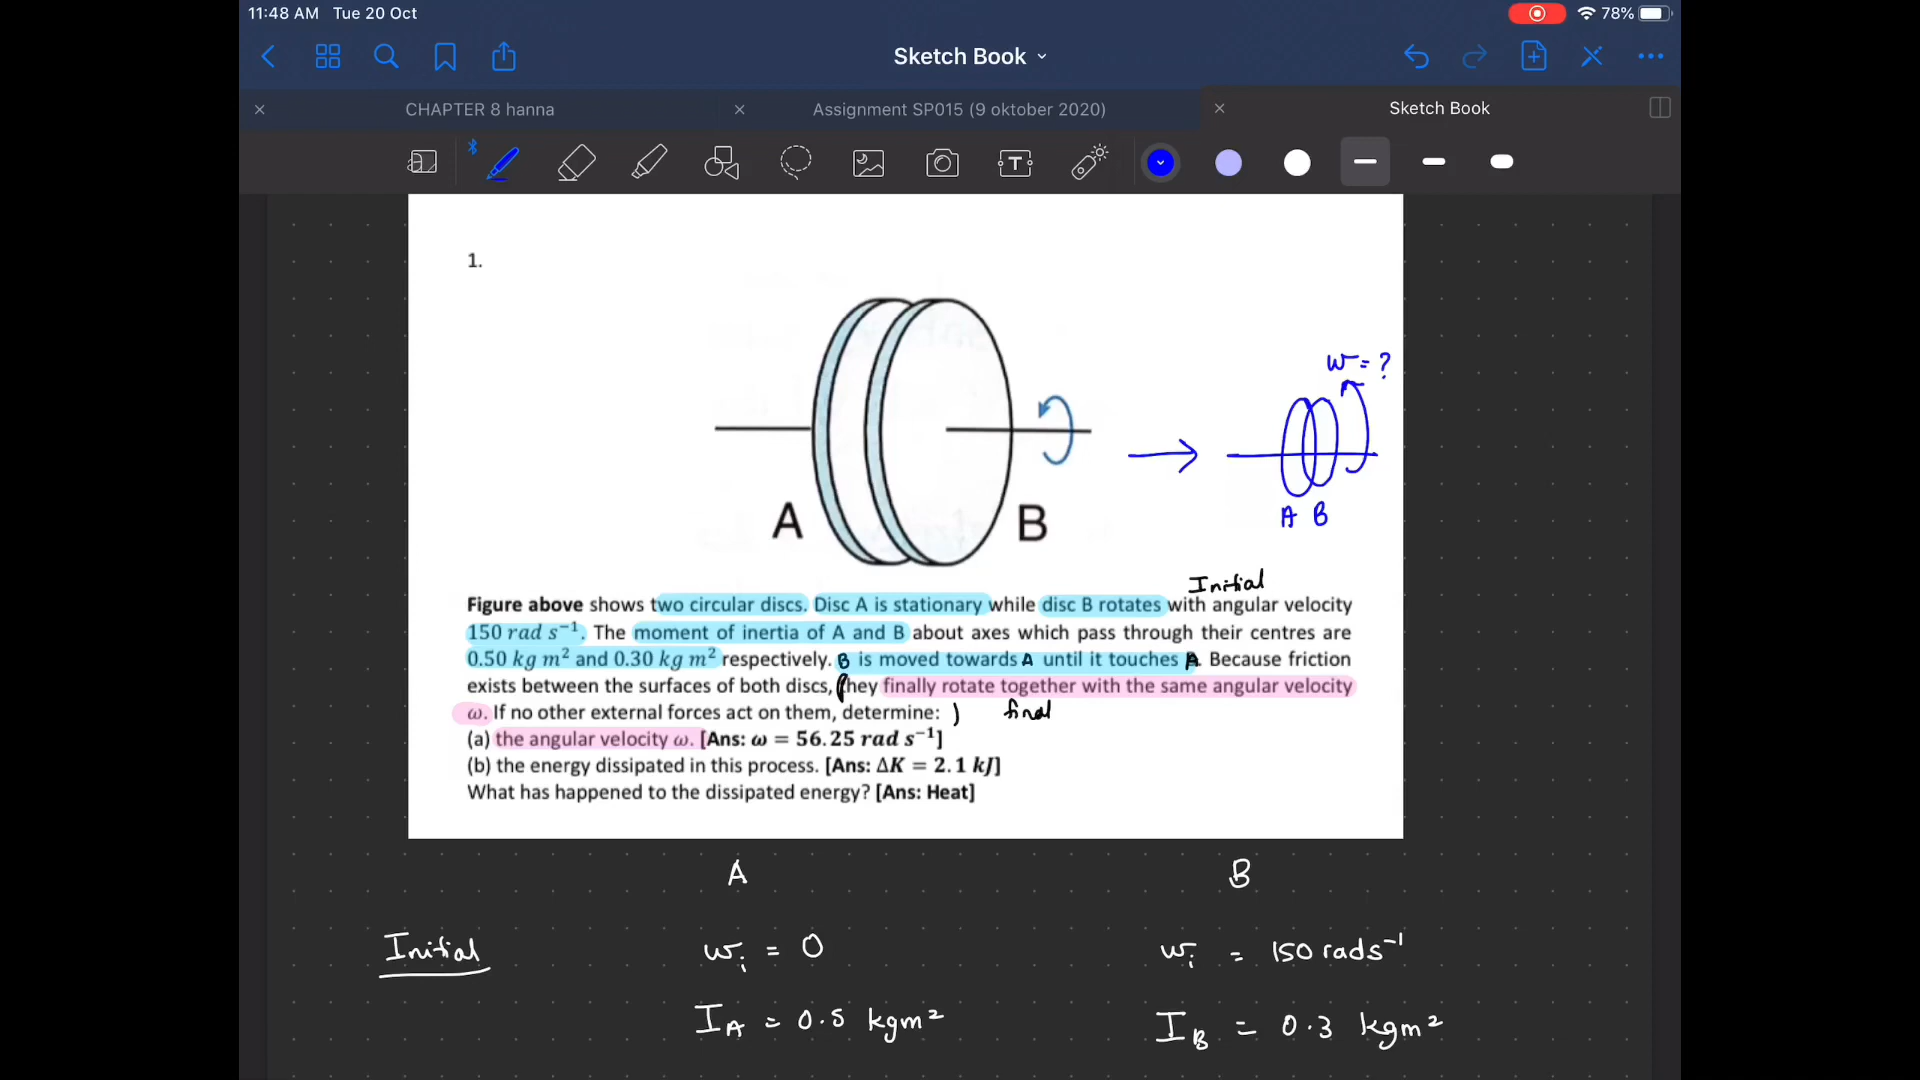 11:48 AM Tue 20 Oct
78%
Sketch Book
CHAPTER 8 hanna
Assignment SP015 (9 oktober 2020)
Sketch Book
1.
w = ?
A
B
A B
Initial
Figure above shows two circular discs. Disc A is stationary while disc B rotates with angular velocity
150 rad s⁻¹. The moment of inertia of A and B about axes which pass through their centres are
0.50 kg m² and 0.30 kg m² respectively. B is moved towards A until it touches A. Because friction
exists between the surfaces of both discs, (they finally rotate together with the same angular velocity
ω. If no other external forces act on them, determine: )
final
(a) the angular velocity ω. [Ans: ω = 56.25 rad s⁻¹]
(b) the energy dissipated in this process. [Ans: ΔK = 2.1 kJ]
What has happened to the dissipated energy? [Ans: Heat]
A B
Initial wᵢ = 0 wᵢ = 150 rads⁻¹
I_A = 0.5 kgm² I_B = 0.3 kgm²